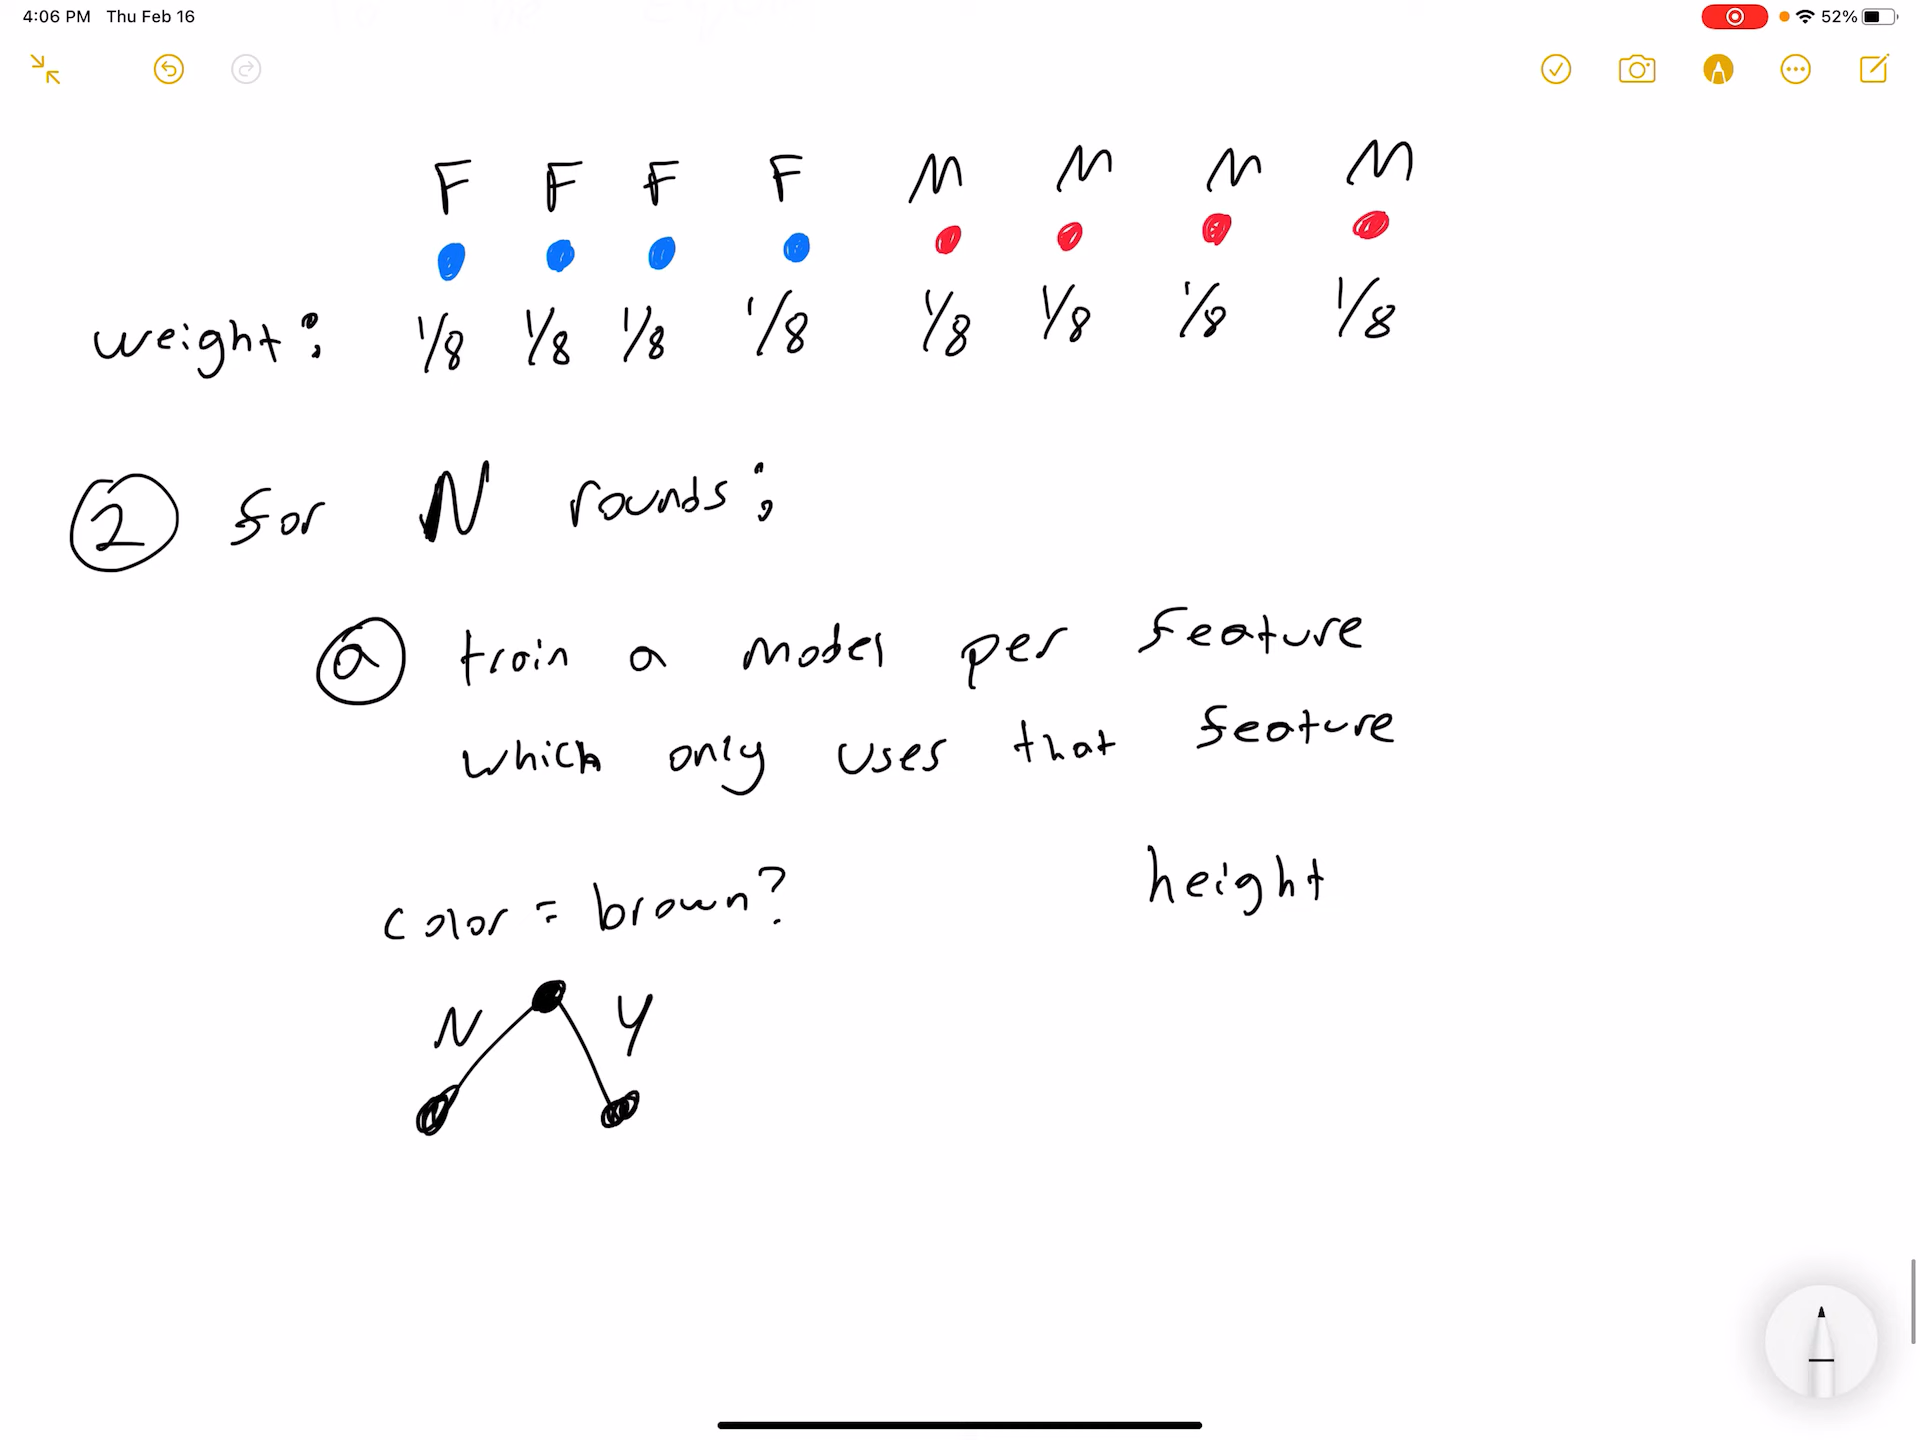 4:06 PM Thu Feb 16 52%
F F F F M M M M
weight: 1/8 1/8 1/8 1/8 1/8 1/8 1/8 1/8
2 for N rounds:
a train a model per feature
which only uses that feature
color = brown? height
N Y